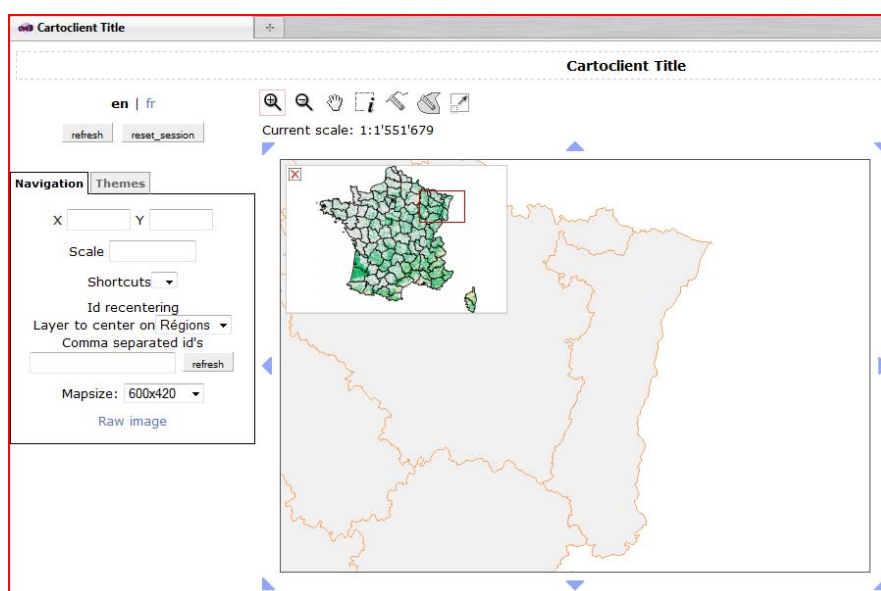 cw3 Cartoclient Title
Cartoclient Title
en | fr
refresh reset_session
Current scale: 1:1'551'679
Navigation Themes
X Y
Scale
Shortcuts
Id recentering
Layer to center on Régions
Comma separated id's
refresh
Mapsize: 600x420
Raw image